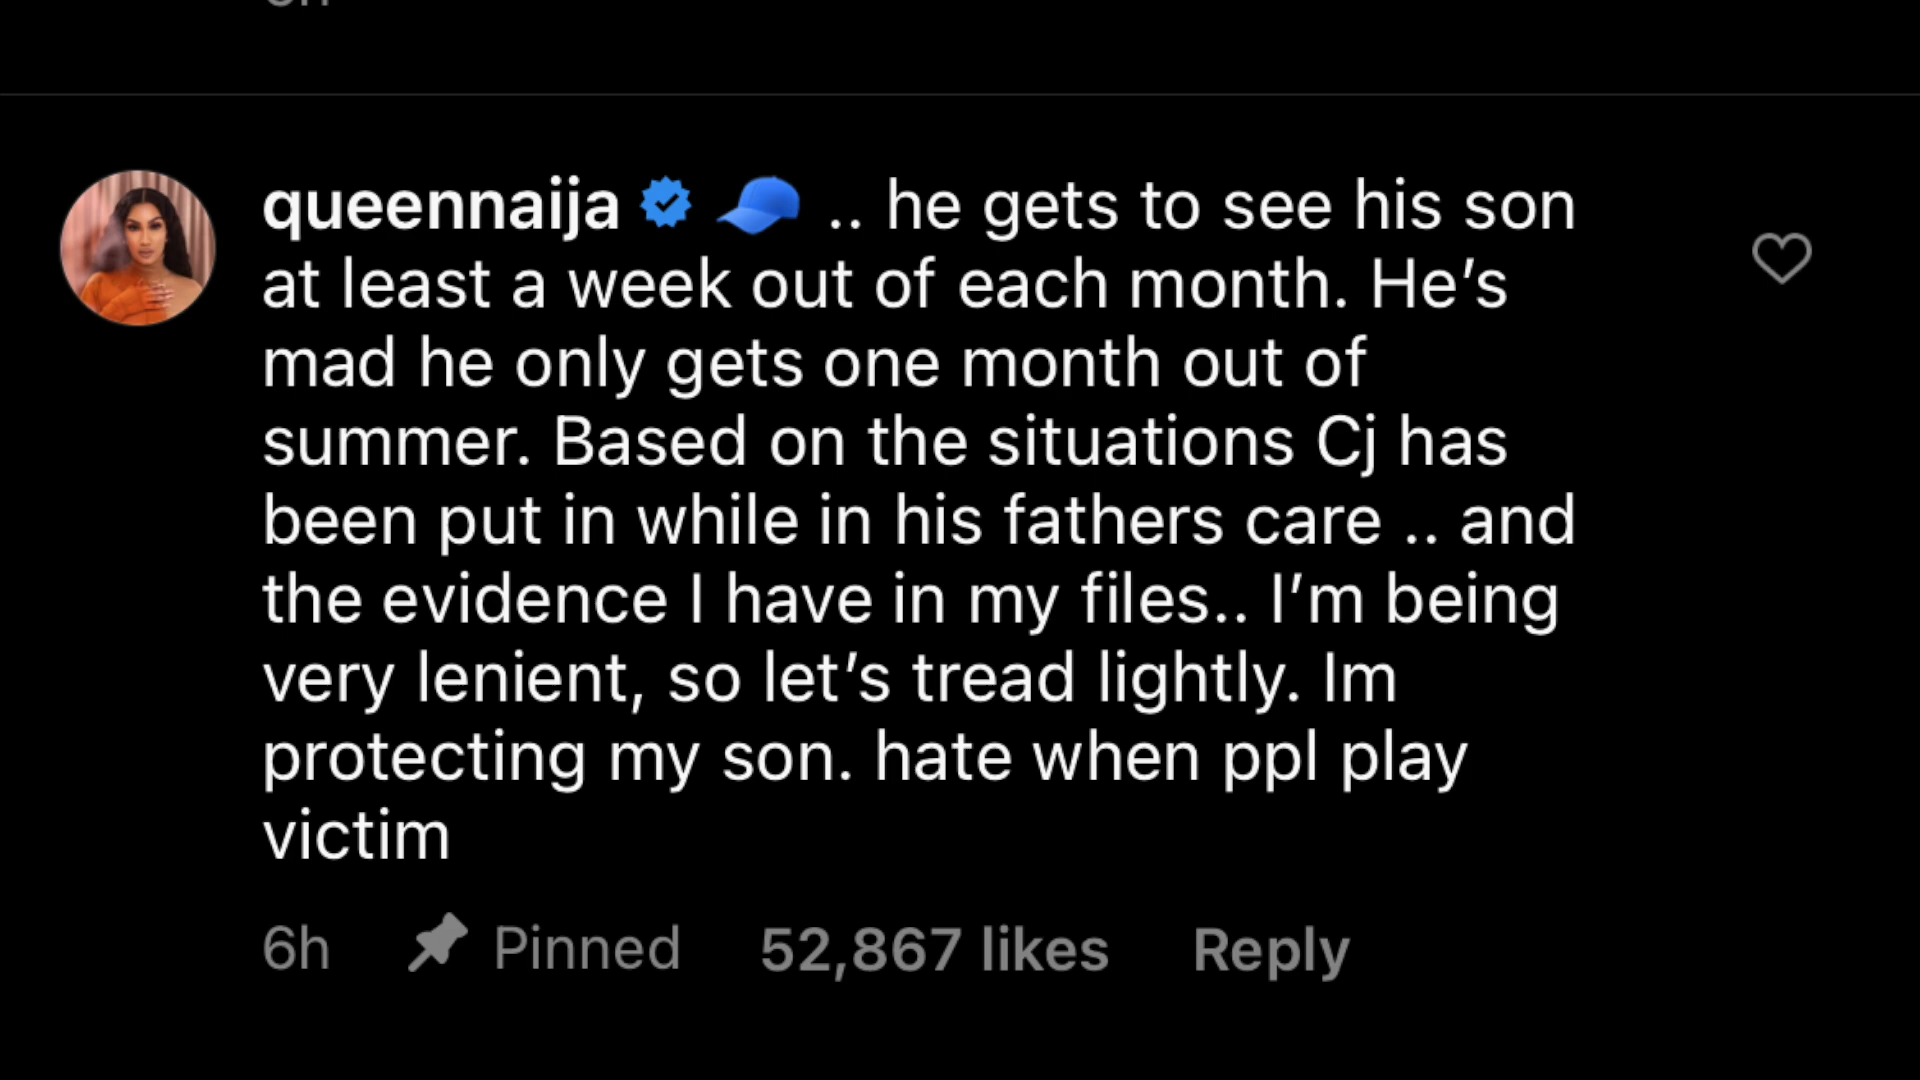 queennaija 🧢 .. he gets to see his son
at least a week out of each month. He’s
mad he only gets one month out of
summer. Based on the situations Cj has
been put in while in his fathers care .. and
the evidence I have in my files.. I’m being
very lenient, so let’s tread lightly. Im
protecting my son. hate when ppl play
victim
6h Pinned 52,867 likes Reply